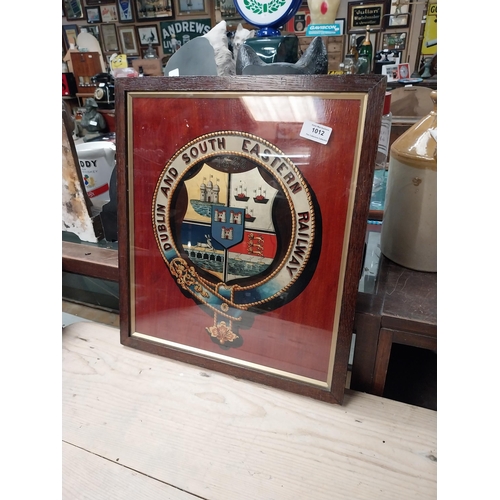 ANDREWS
1012
DUBLIN AND SOUTH EASTERN RAILWAY